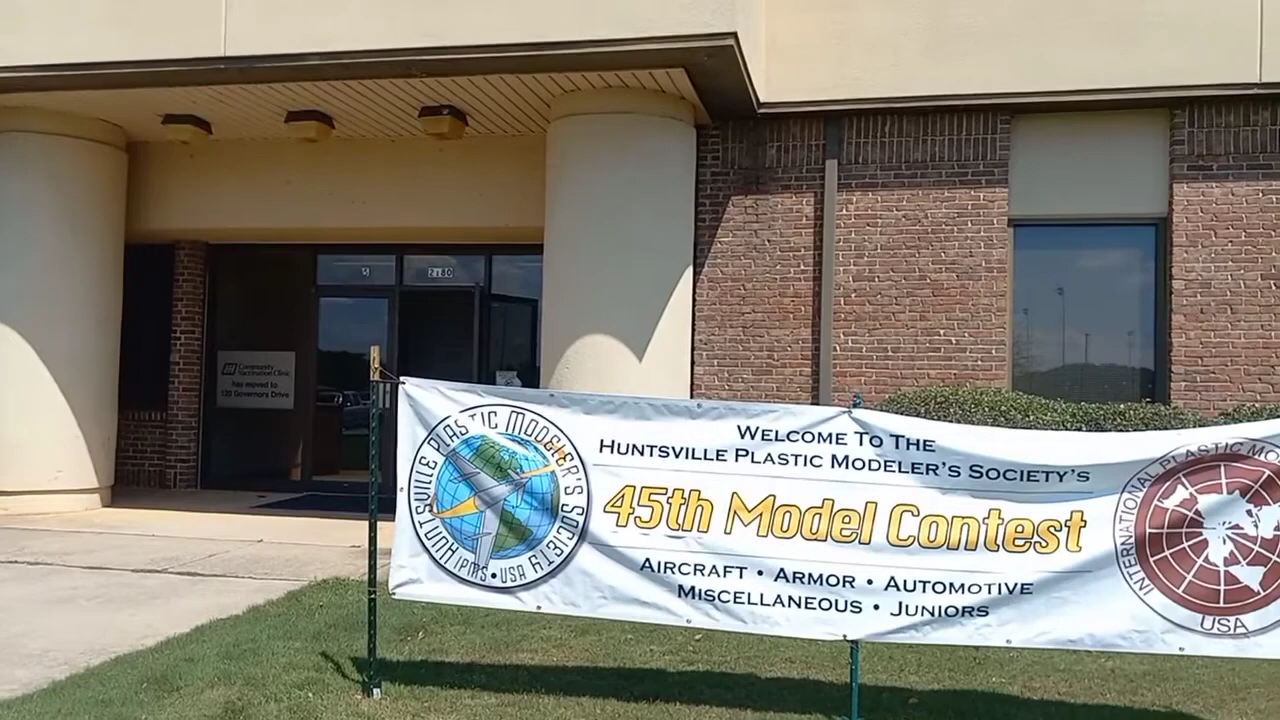 5
2180
Community
Vaccination Clinic
has moved to:
120 Governors Drive
WELCOME TO THE
HUNTSVILLE PLASTIC MODELER'S SOCIETY'S
45th Model Contest
AIRCRAFT • ARMOR • AUTOMOTIVE
MISCELLANEOUS • JUNIORS
HUNTSVILLE PLASTIC MODELER'S SOCIETY
IPMS • USA
INTERNATIONAL PLASTIC
USA